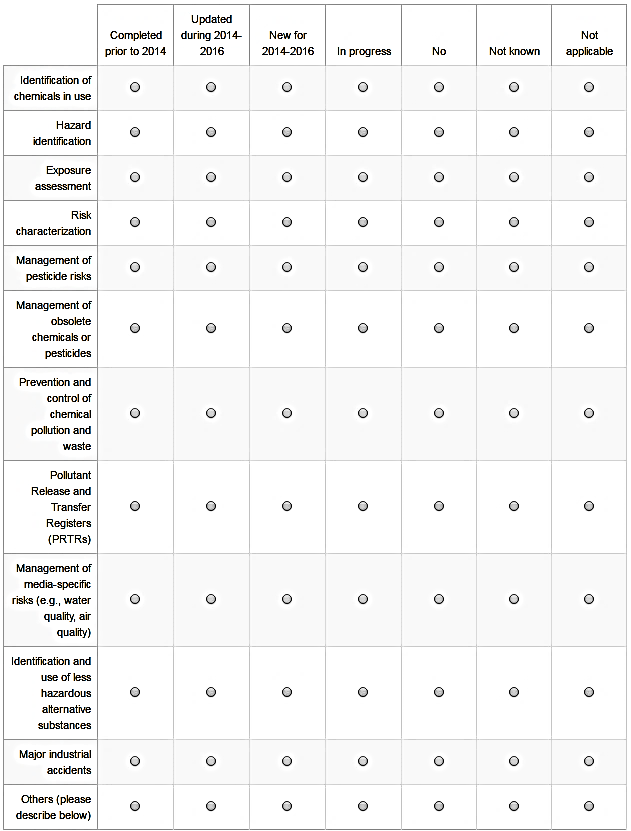 Completed
prior to 2014
Updated
during 2014-
2016
New for
2014-2016
In progress
No
Not known
Not
applicable
Identification of
chemicals in use
Hazard
identification
Exposure
assessment
Risk
characterization
Management of
pesticide risks
Management of
obsolete
chemicals or
pesticides
Prevention and
control of
chemical
pollution and
waste
Pollutant
Release and
Transfer
Registers
(PRTRs)
Management of
media-specific
risks (e.g., water
quality, air
quality)
Identification and
use of less
hazardous
alternative
substances
Major industrial
accidents
Others (please
describe below)